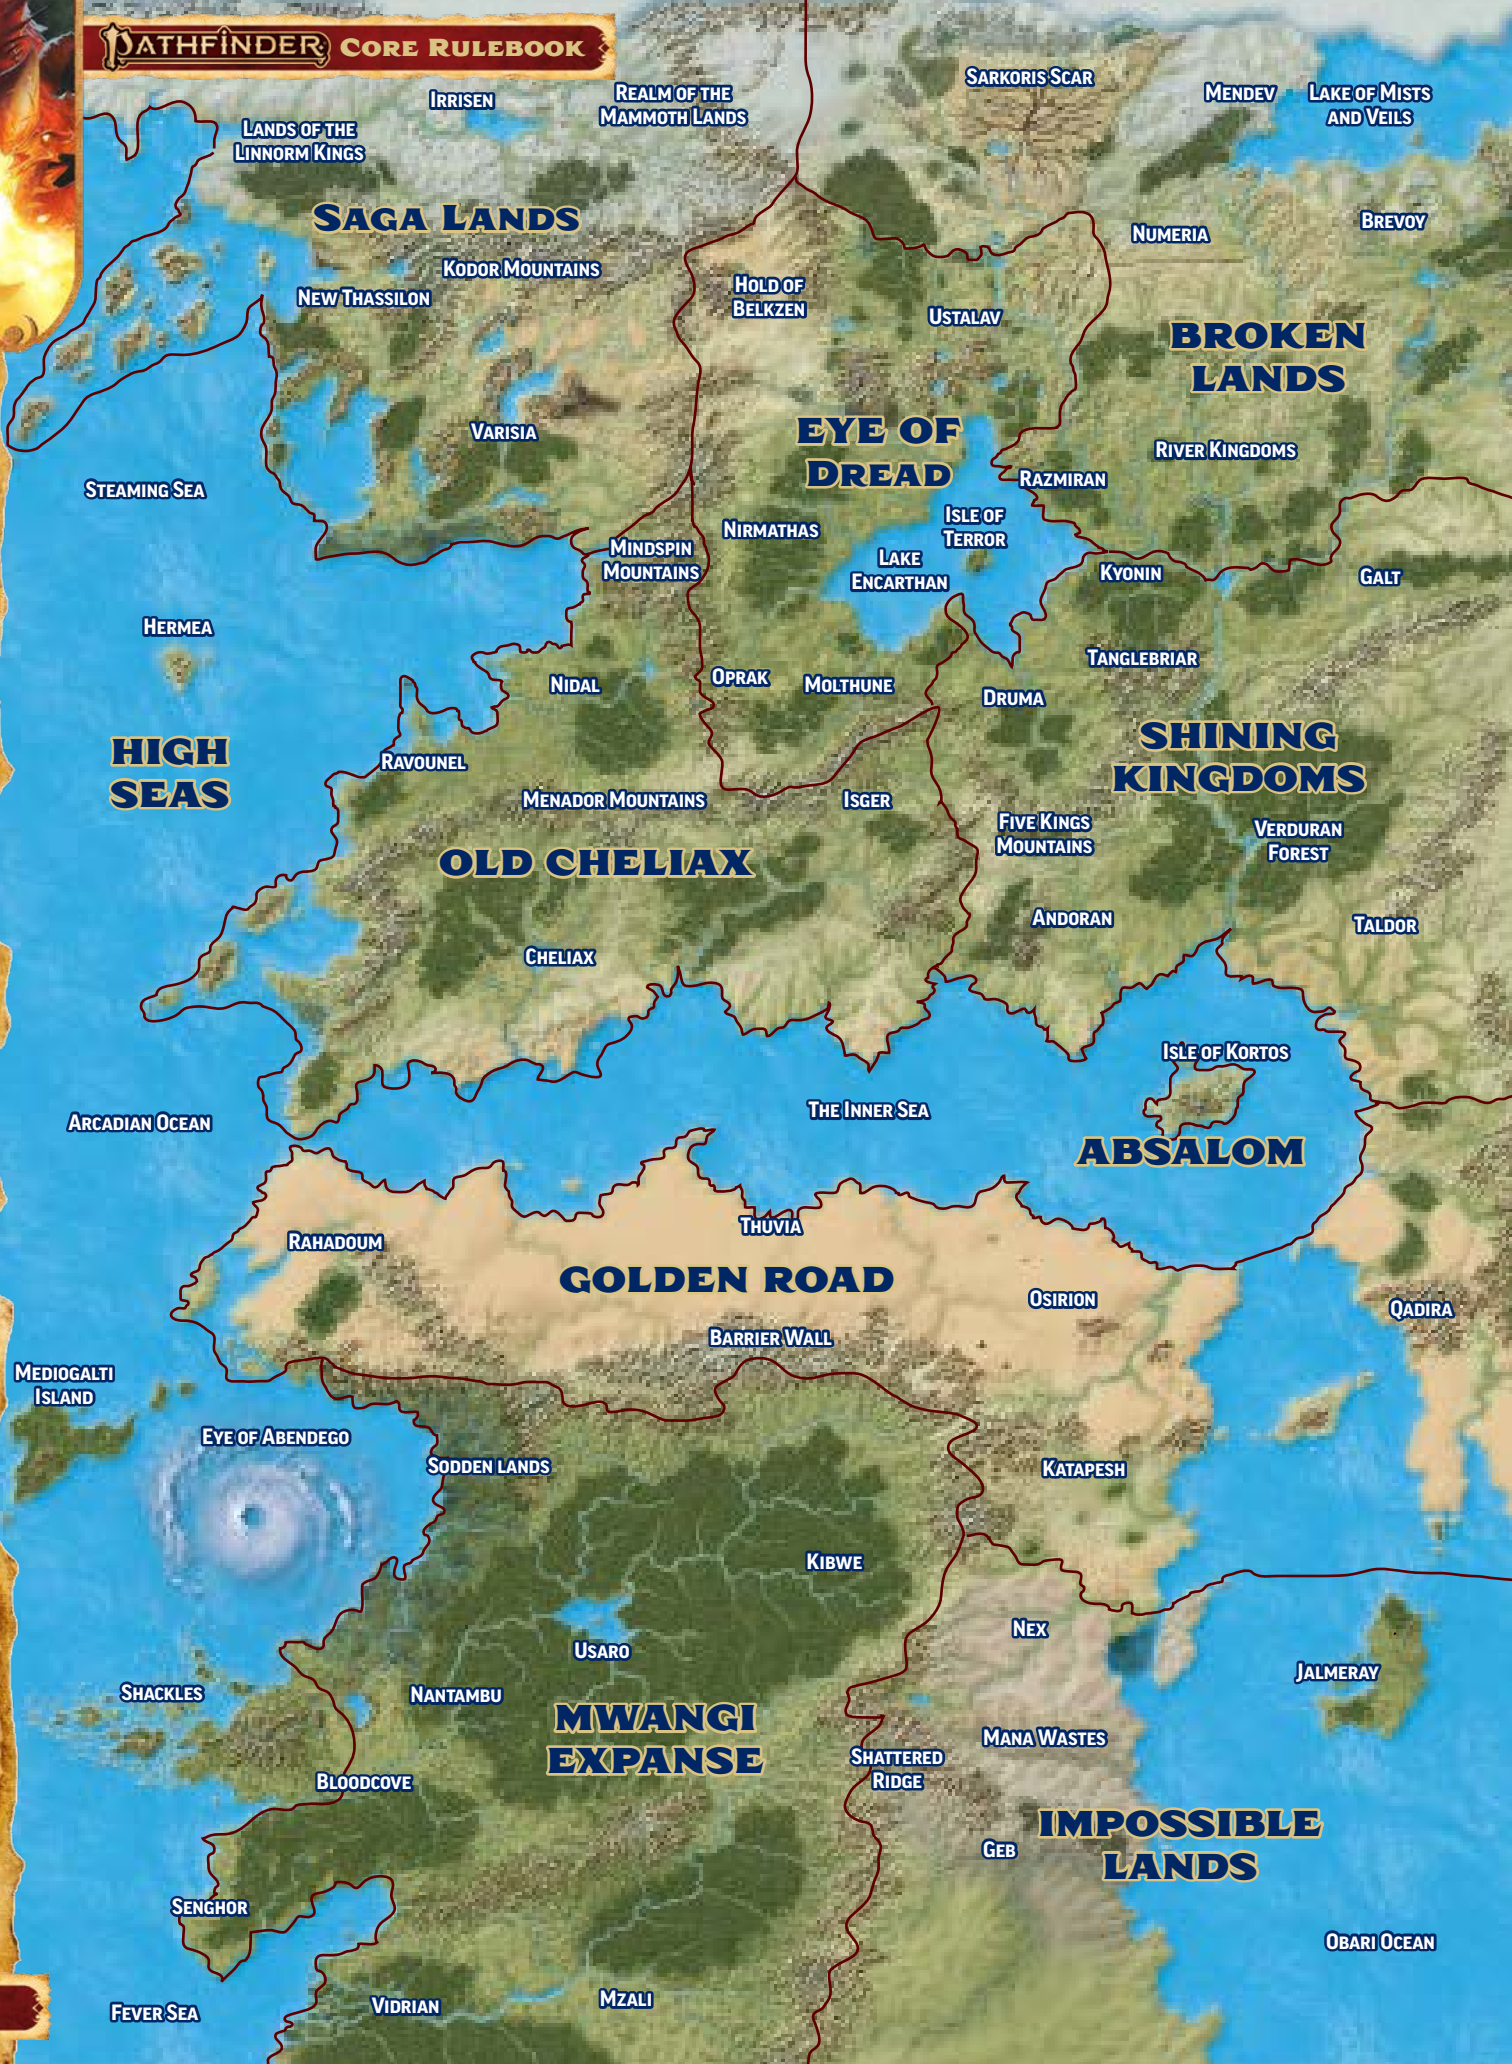 PATHFINDER CORE RULEBOOK
IRRISEN
REALM OF THE
MAMMOTH LANDS
SARKORIS SCAR
MENDEV
LAKE OF MISTS
AND VEILS
LANDS OF THE
LINNORM KINGS
SAGA LANDS
NUMERIA
BREVOY
KODOR MOUNTAINS
NEW THASSILON
HOLD OF
BELKZEN
USTALAV
BROKEN
LANDS
VARISIA
EYE OF
DREAD
RIVER KINGDOMS
STEAMING SEA
RAZMIRAN
NIRMATHAS
ISLE OF
TERROR
MINDSPIN
MOUNTAINS
LAKE
ENCARTHAN
KYONIN
GALT
HERMEA
TANGLEBRIAR
NIDAL
OPRAK
MOLTHUNE
DRUMA
HIGH
SEAS
SHINING
KINGDOMS
RAVOUNEL
MENADOR MOUNTAINS
ISGER
FIVE KINGS
MOUNTAINS
VERDURAN
FOREST
OLD CHELIAX
ANDORAN
TALDOR
CHELIAX
ISLE OF KORTOS
ARCADIAN OCEAN
THE INNER SEA
ABSALOM
THUVIA
RAHADOUM
GOLDEN ROAD
OSIRION
QADIRA
BARRIER WALL
MEDIOGALTI
ISLAND
EYE OF ABENDEGO
SODDEN LANDS
KATAPESH
KIBWE
NEX
USARO
JALMERAY
SHACKLES
NANTAMBU
MWANGI
EXPANSE
MANA WASTES
SHATTERED
RIDGE
BLOODCOVE
IMPOSSIBLE
LANDS
GEB
SENGHOR
OBARI OCEAN
FEVER SEA
VIDRIAN
MZALI